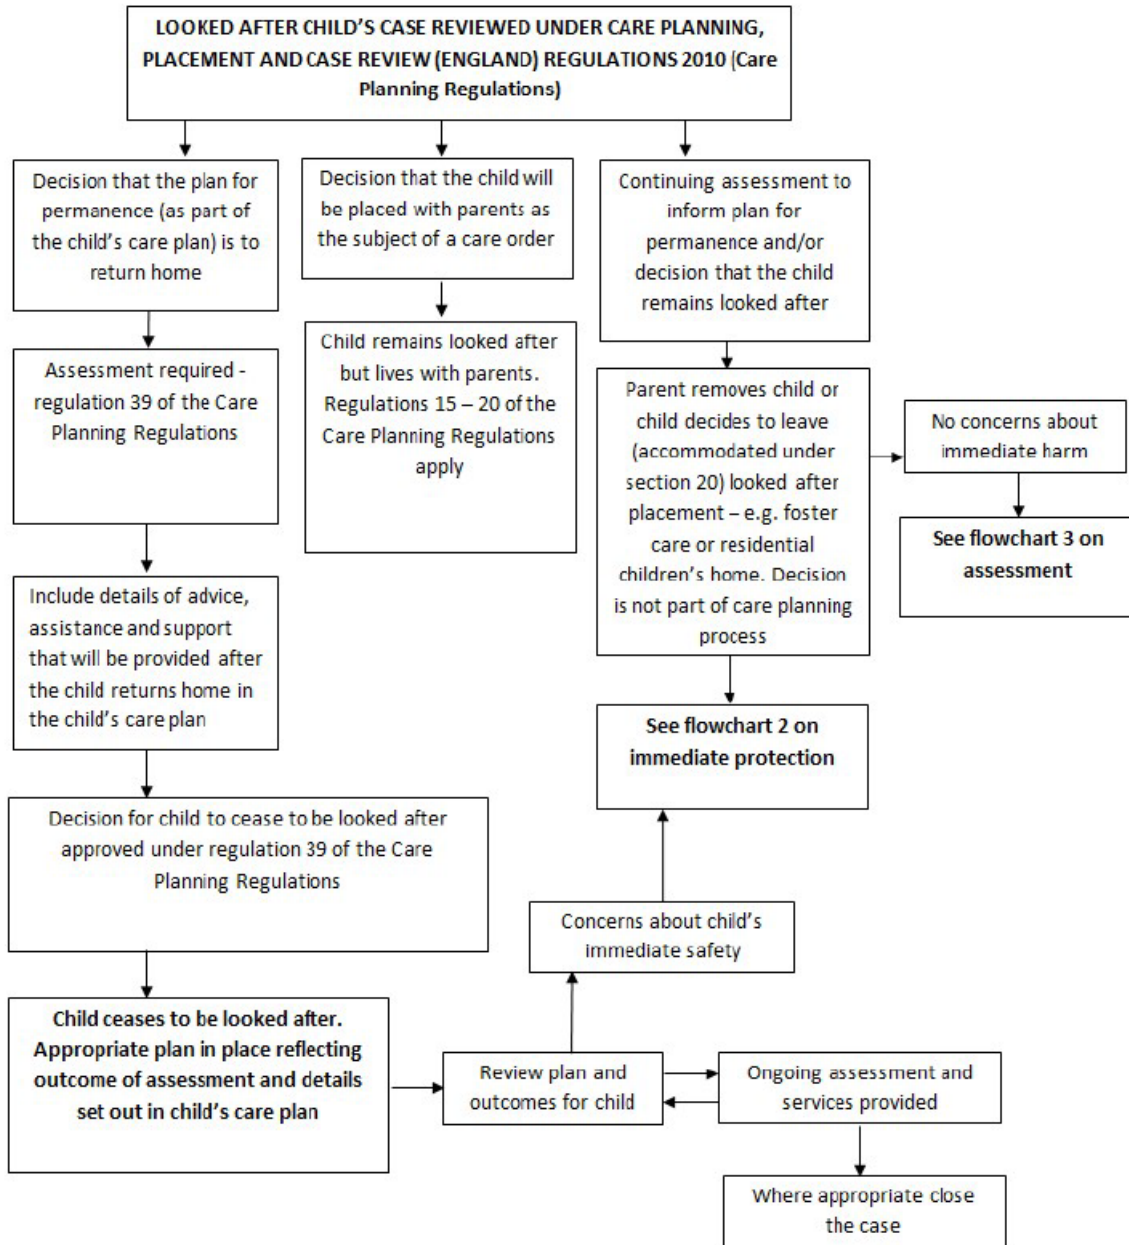 LOOKED AFTER CHILD’S CASE REVIEWED UNDER CARE PLANNING,
PLACEMENT AND CASE REVIEW (ENGLAND) REGULATIONS 2010 (Care
Planning Regulations)
Decision that the plan for
permanence (as part of
the child’s care plan) is to
return home
Decision that the child will
be placed with parents as
the subject of a care order
Continuing assessment to
inform plan for
permanence and/or
decision that the child
remains looked after
Assessment required -
regulation 39 of the Care
Planning Regulations
Child remains looked after
but lives with parents.
Regulations 15 – 20 of the
Care Planning Regulations
apply
Parent removes child or
child decides to leave
(accommodated under
section 20) looked after
placement – e.g. foster
care or residential
children’s home. Decision
is not part of care planning
process
No concerns about
immediate harm
See flowchart 3 on
assessment
Include details of advice,
assistance and support
that will be provided after
the child returns home in
the child’s care plan
See flowchart 2 on
immediate protection
Decision for child to cease to be looked after
approved under regulation 39 of the Care
Planning Regulations
Concerns about child’s
immediate safety
Child ceases to be looked after.
Appropriate plan in place reflecting
outcome of assessment and details
set out in child’s care plan
Review plan and
outcomes for child
Ongoing assessment and
services provided
Where appropriate close
the case